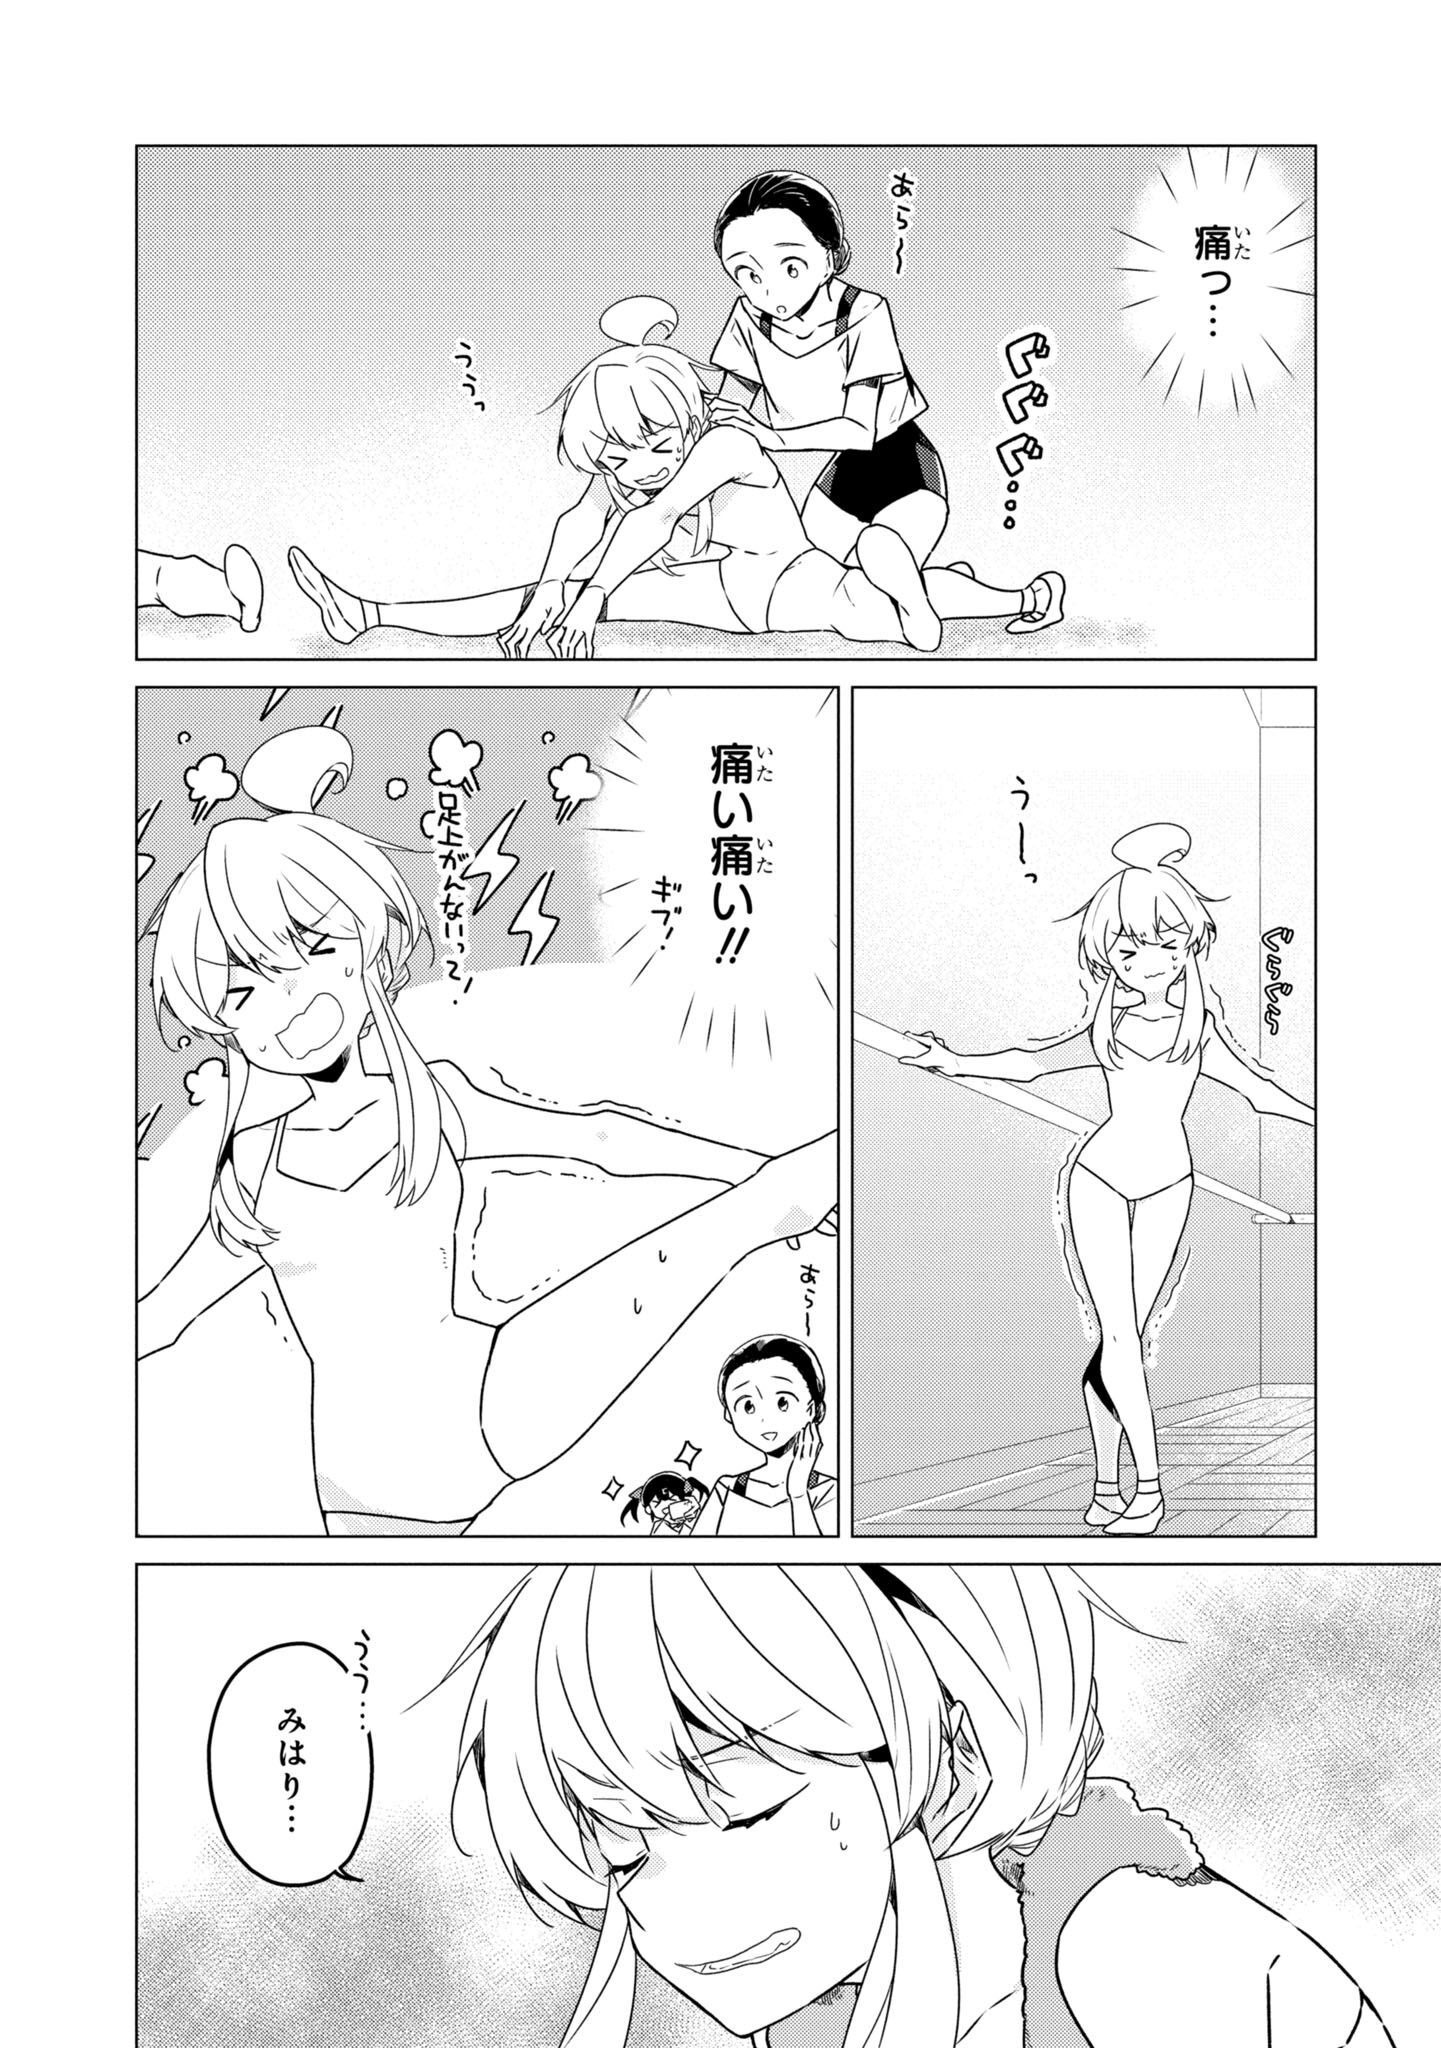 痛っ…
あら～
ぐぐぐ…
ううっ
うーっ
ぐらぐら
痛い痛い!!
ギブ!
足上がんないって!
あら～
うう…
みはり…